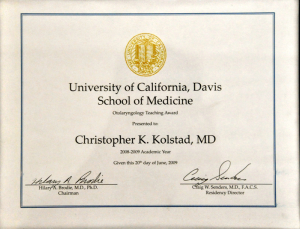 University of California, Davis
School of Medicine
Otolaryngology Teaching Award
Presented to:
Christopher K. Kolstad, MD
2008-2009 Academic Year
Given this 20th day of June, 2009
Hilary A. Brodie, M.D., Ph.D.
Chairman
Craig W. Senders, M.D., F.A.C.S.
Residency Director